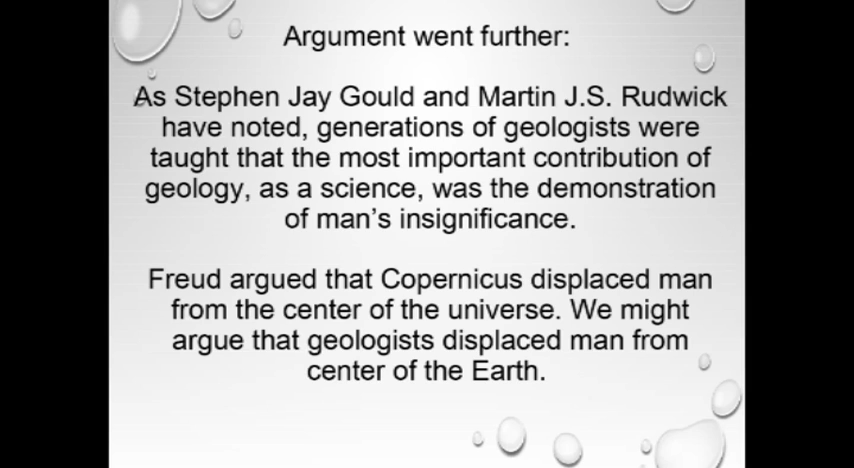 Argument went further:
As Stephen Jay Gould and Martin J.S. Rudwick
have noted, generations of geologists were
taught that the most important contribution of
geology, as a science, was the demonstration
of man's insignificance.
Freud argued that Copernicus displaced man
from the center of the universe. We might
argue that geologists displaced man from
center of the Earth.